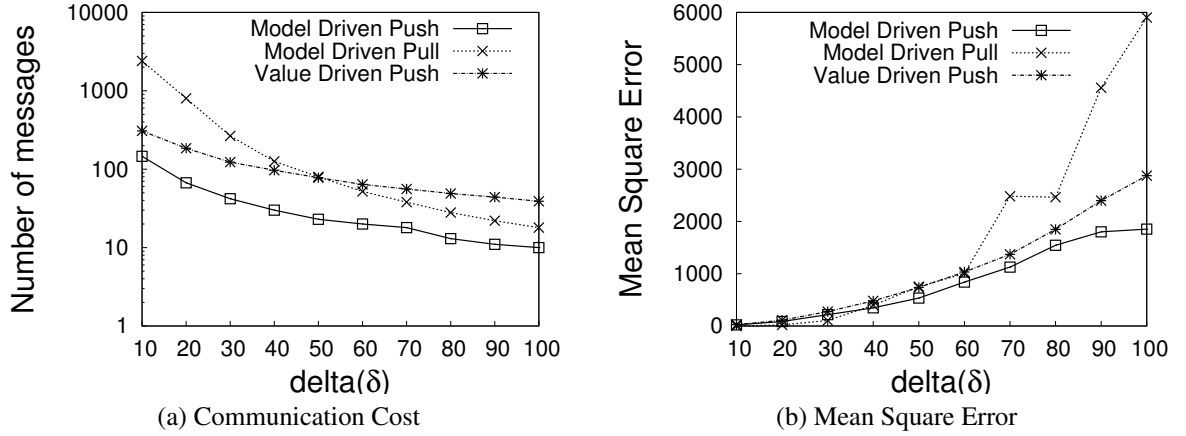 Number of messages
10000
1000
100
10
1
Model Driven Push
Model Driven Pull
Value Driven Push
10 20 30 40 50 60 70 80 90 100
delta(δ)
(a) Communication Cost
Mean Square Error
6000
5000
4000
3000
2000
1000
0
Model Driven Push
Model Driven Pull
Value Driven Push
10 20 30 40 50 60 70 80 90 100
delta(δ)
(b) Mean Square Error